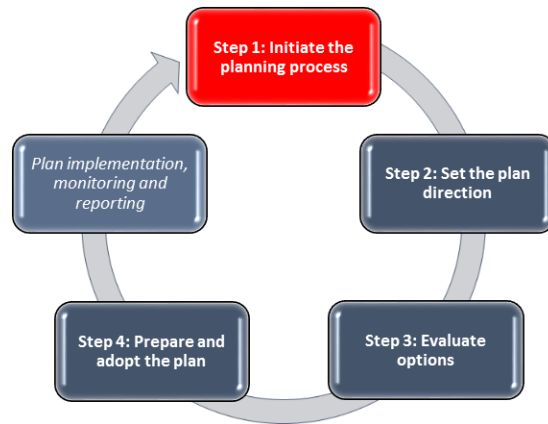 Step 1: Initiate the
planning process
Step 2: Set the plan
direction
Step 3: Evaluate
options
Step 4: Prepare and
adopt the plan
Plan implementation,
monitoring and
reporting